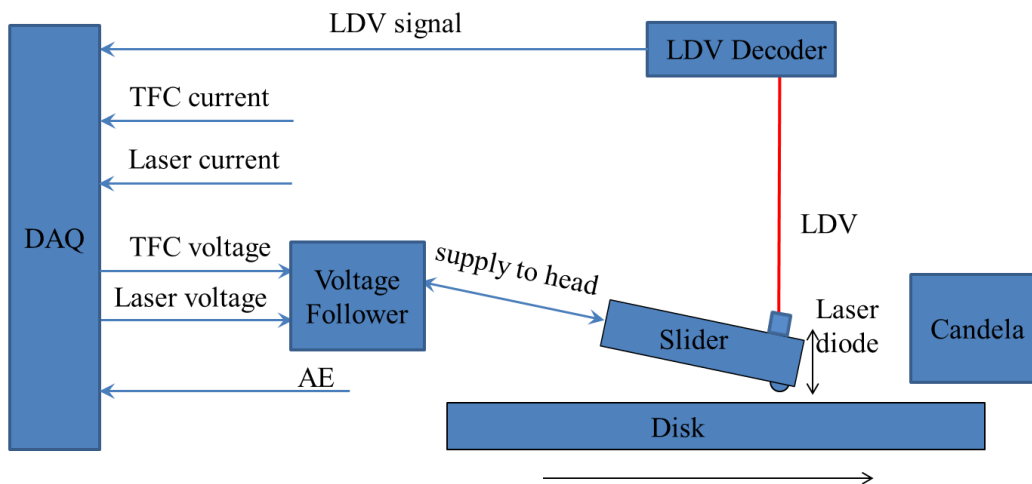 LDV signal
LDV Decoder
TFC current
Laser current
DAQ
TFC voltage
Laser voltage
Voltage
Follower
supply to head
LDV
Laser
diode
Slider
Candela
AE
Disk